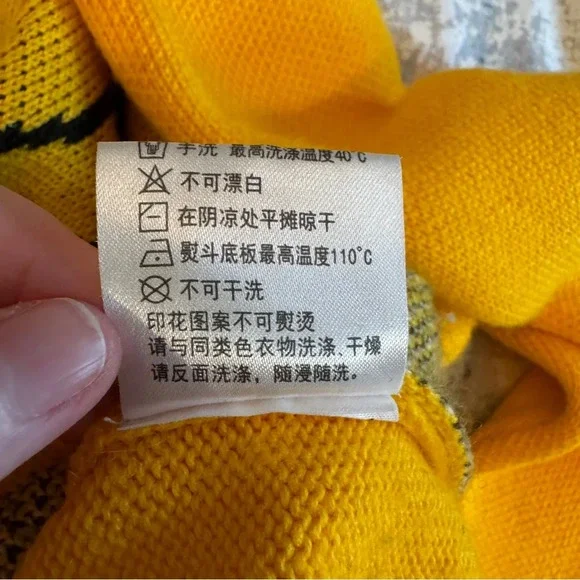 手洗 最高洗涤温度40℃
不可漂白
在阴凉处平摊晾干
熨斗底板最高温度110℃
不可干洗
印花图案不可熨烫
请与同类色衣物洗涤、干燥
请反面洗涤，随漫随洗。